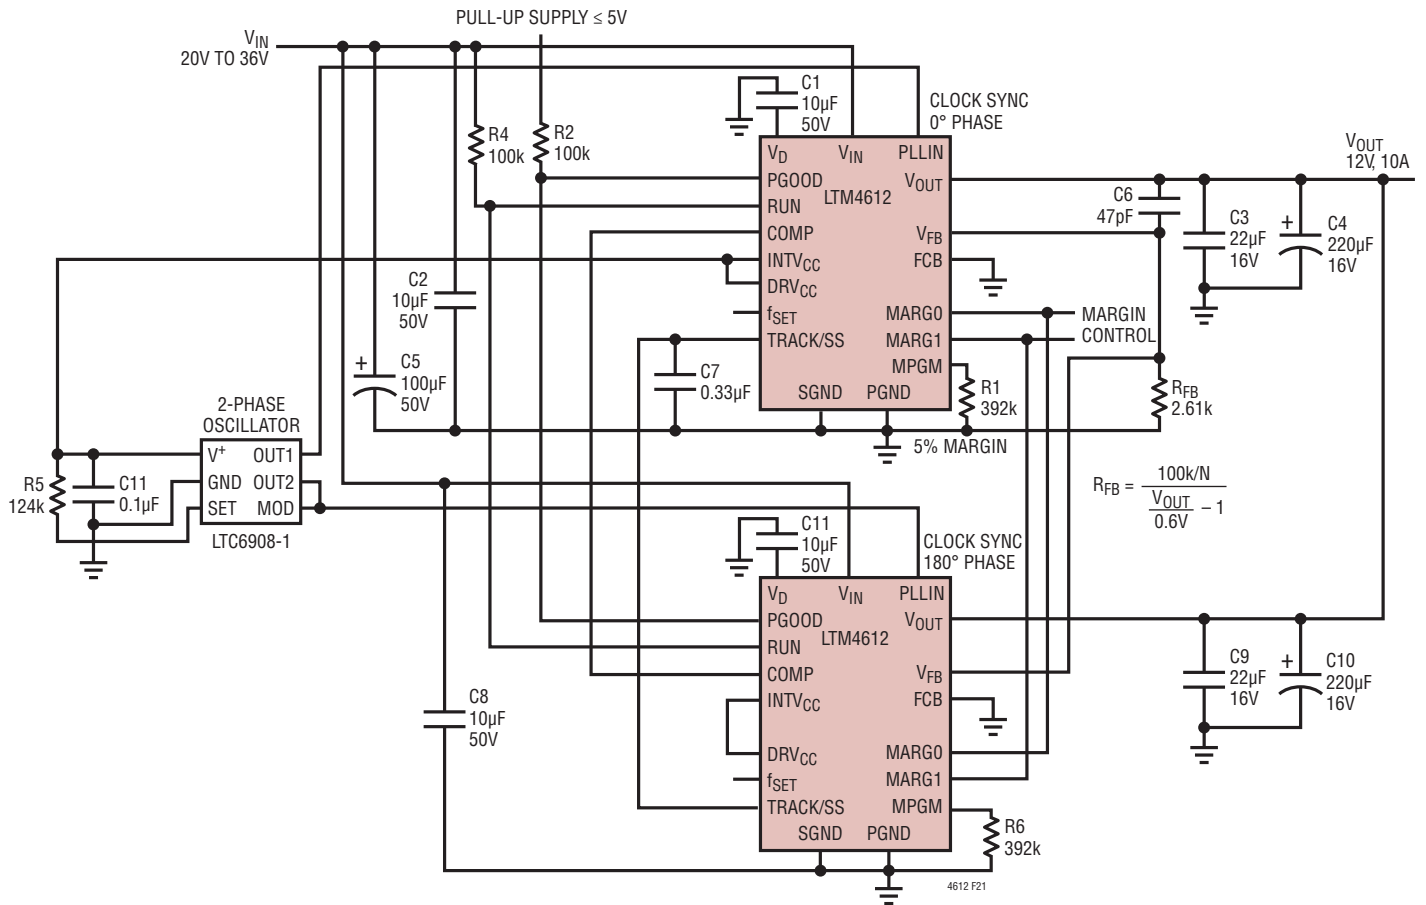 PULL-UP SUPPLY ≤ 5V
VIN
20V TO 36V
C1
10µF
50V
CLOCK SYNC
0° PHASE
R4
100k
R2
100k
VD
VIN
PLLIN
PGOOD
LTM4612
VOUT
RUN
COMP
VFB
INTVCC
FCB
DRVCC
fSET
MARG0
TRACK/SS
MARG1
MPGM
SGND
PGND
VOUT
12V, 10A
C6
47pF
C3
22µF
16V
+
C4
220µF
16V
MARGIN
CONTROL
C2
10µF
50V
+
C5
100µF
50V
C7
0.33µF
R1
392k
RFB
2.61k
5% MARGIN
2-PHASE
OSCILLATOR
V+
OUT1
GND
OUT2
SET
MOD
LTC6908-1
R5
124k
C11
0.1µF
RFB = 100k/N
VOUT
0.6V
– 1
C11
10µF
50V
CLOCK SYNC
180° PHASE
VD
VIN
PLLIN
PGOOD
LTM4612
VOUT
RUN
COMP
VFB
INTVCC
FCB
DRVCC
MARG0
fSET
MARG1
TRACK/SS
MPGM
SGND
PGND
C8
10µF
50V
C9
22µF
16V
+
C10
220µF
16V
R6
392k
4612 F21